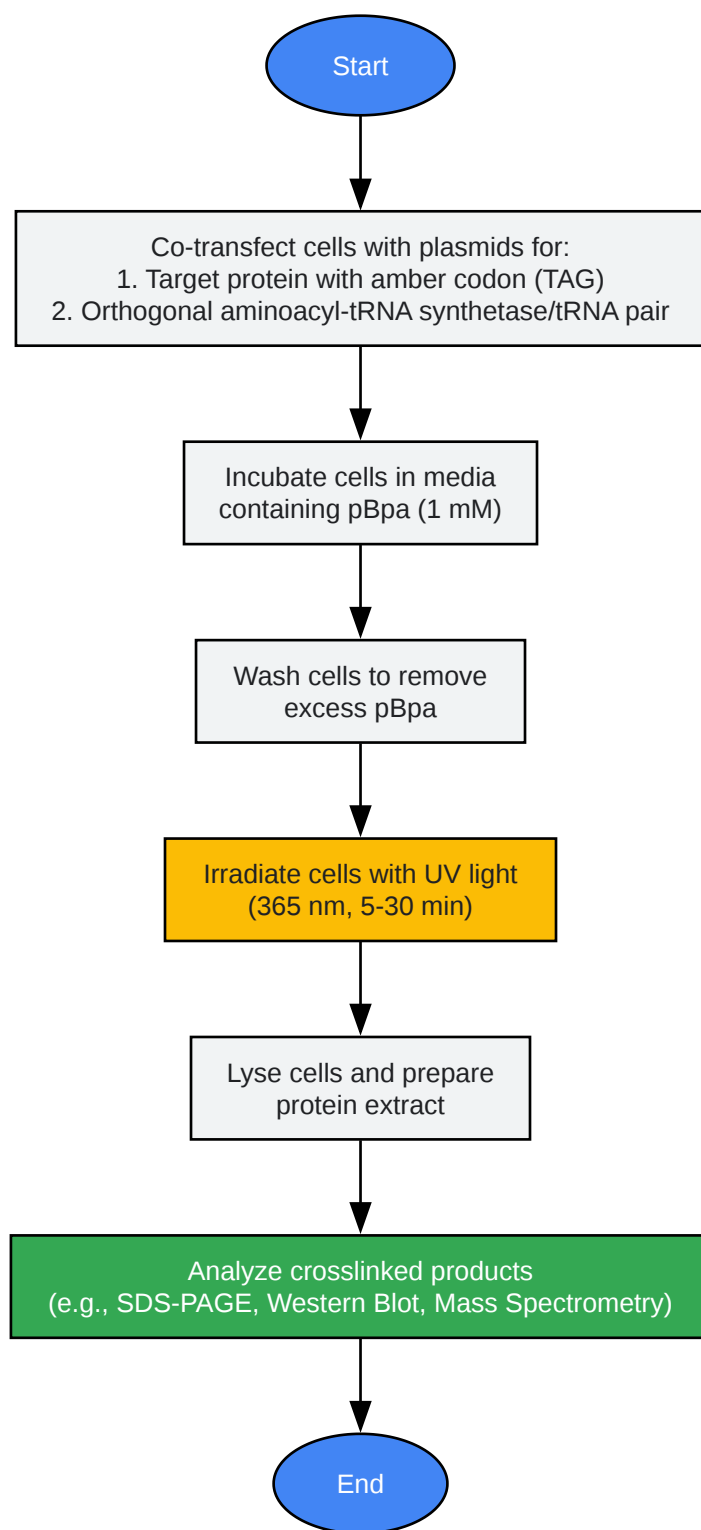 Start
Co-transfect cells with plasmids for:
1. Target protein with amber codon (TAG)
2. Orthogonal aminoacyl-tRNA synthetase/tRNA pair
Incubate cells in media
containing pBpa (1 mM)
Wash cells to remove
excess pBpa
Irradiate cells with UV light
(365 nm, 5-30 min)
Lyse cells and prepare
protein extract
Analyze crosslinked products
(e.g., SDS-PAGE, Western Blot, Mass Spectrometry)
End